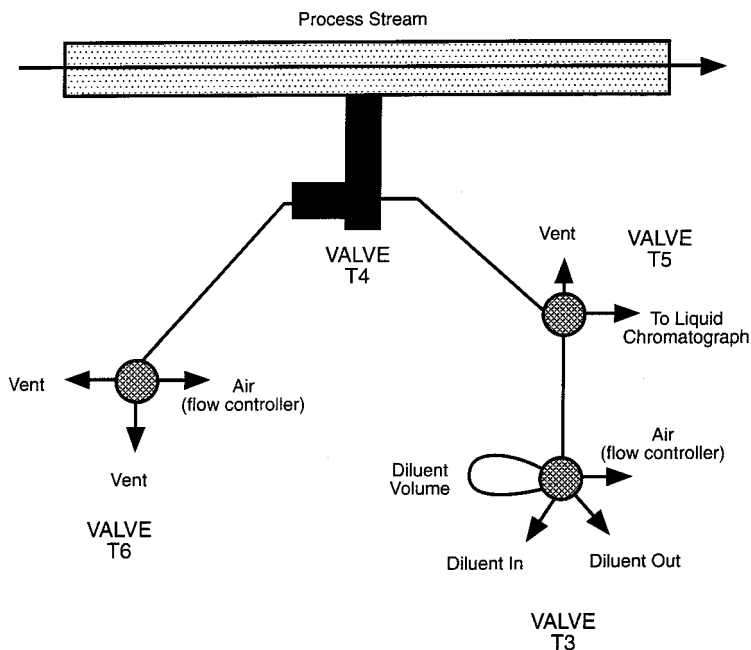 Process Stream
VALVE
T4
Vent
VALVE
T5
To Liquid
Chromatograph
Vent
Air
(flow controller)
Vent
VALVE
T6
Diluent
Volume
Air
(flow controller)
Diluent In
Diluent Out
VALVE
T3